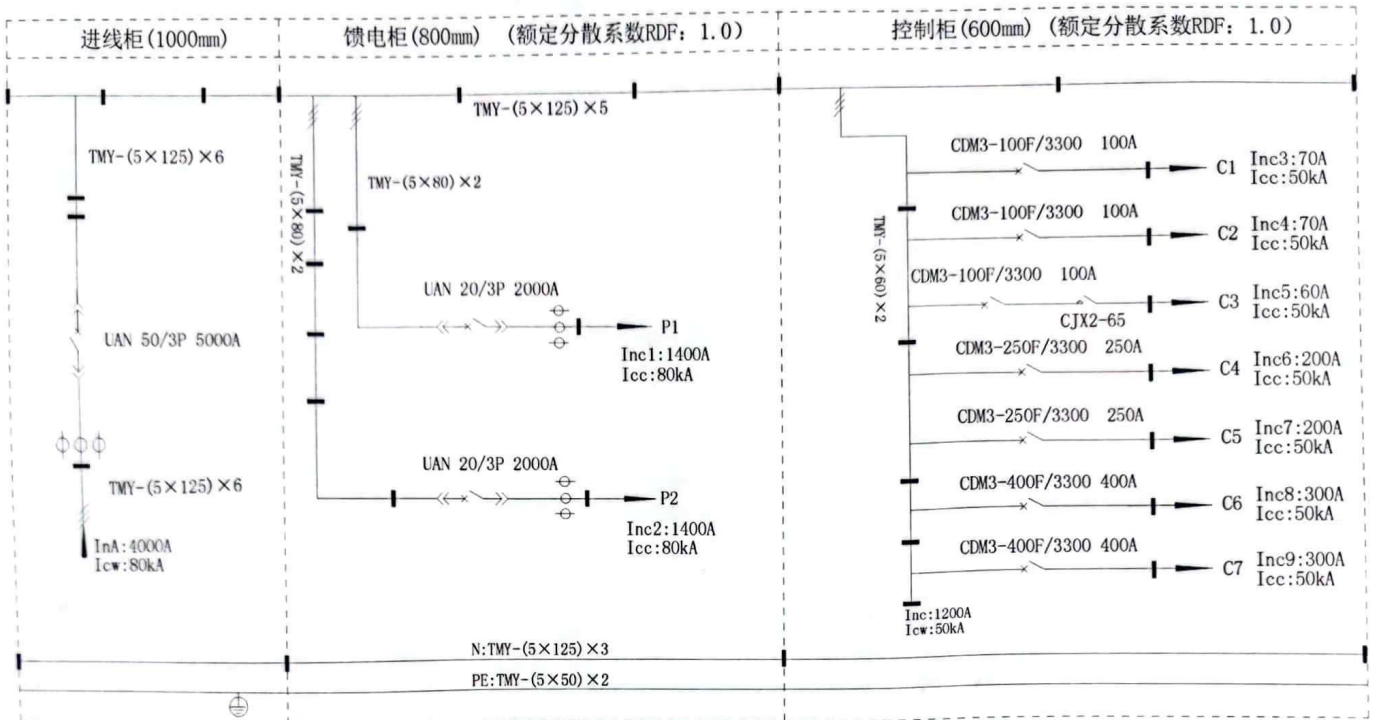 进线柜(1000mm)
馈电柜(800mm) (额定分散系数RDF: 1.0)
控制柜(600mm) (额定分散系数RDF: 1.0)
TMY-(5×125)×6
UAN 50/3P 5000A
TMY-(5×125)×6
InA:4000A
Icw:80kA
TMY-(5×125)×5
TMY-(5×80)×2
TMY-(5×80)×2
UAN 20/3P 2000A
P1
Inc1:1400A
Icc:80kA
UAN 20/3P 2000A
P2
Inc2:1400A
Icc:80kA
TMY-(5×60)×2
CDM3-100F/3300 100A
C1
Inc3:70A
Icc:50kA
CDM3-100F/3300 100A
C2
Inc4:70A
Icc:50kA
CDM3-100F/3300 100A
CJX2-65
C3
Inc5:60A
Icc:50kA
CDM3-250F/3300 250A
C4
Inc6:200A
Icc:50kA
CDM3-250F/3300 250A
C5
Inc7:200A
Icc:50kA
CDM3-400F/3300 400A
C6
Inc8:300A
Icc:50kA
CDM3-400F/3300 400A
C7
Inc9:300A
Icc:50kA
Inc:1200A
Icw:50kA
N:TMY-(5×125)×3
PE:TMY-(5×50)×2